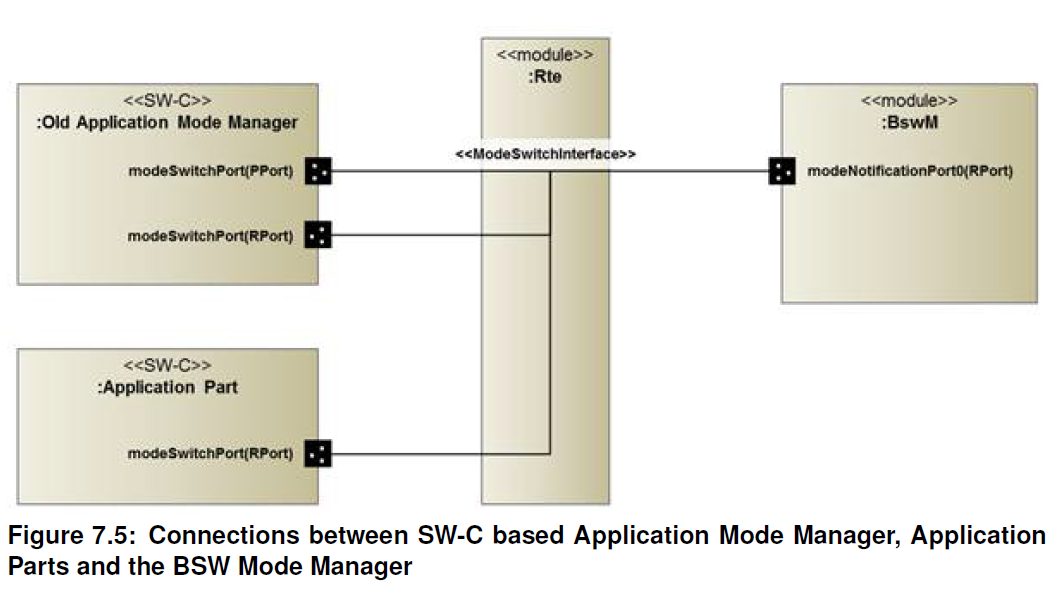 <<module>>
:Rte
<<SW-C>>
:Old Application Mode Manager
<<module>>
:BswM
<<ModeSwitchInterface>>
modeSwitchPort(PPort)
modeNotificationPort0(RPort)
modeSwitchPort(RPort)
<<SW-C>>
:Application Part
modeSwitchPort(RPort)
Figure 7.5: Connections between SW-C based Application Mode Manager, Application
Parts and the BSW Mode Manager